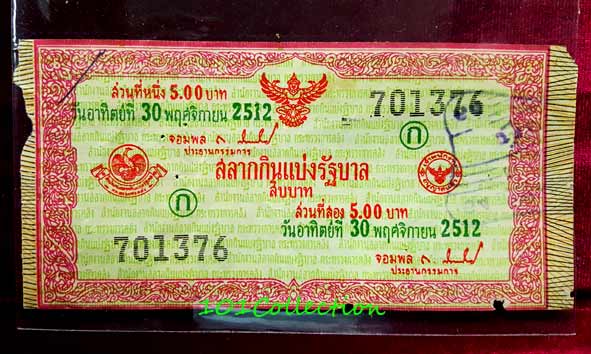 ส่วนที่หนึ่ง 5.00 บาท
วันอาทิตย์ที่ 30 พฤศจิกายน 2512
จอมพล
ประธานกรรมการ
701376
ก
สลากกินแบ่งรัฐบาล
สิบบาท
ก
ส่วนที่สอง 5.00 บาท
วันอาทิตย์ที่ 30 พฤศจิกายน 2512
จอมพล
ประธานกรรมการ
701376
101Collection